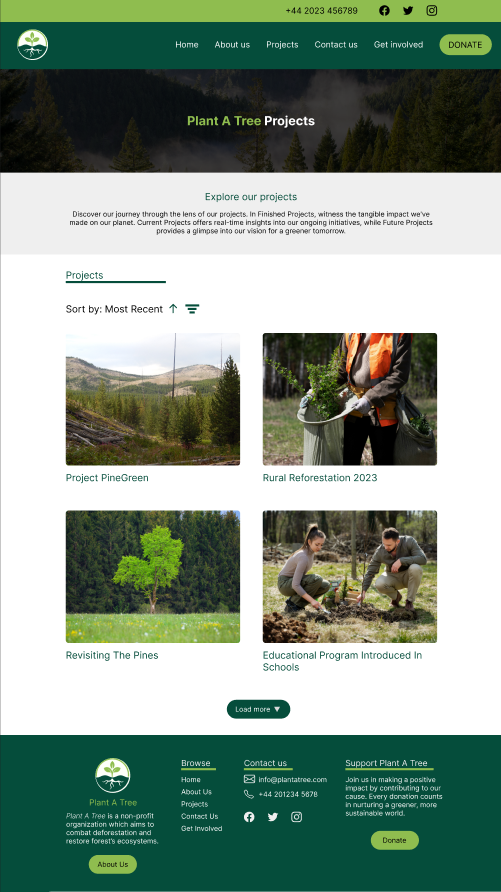 +44 2023 456789
Home About us Projects Contact us Get involved DONATE
Plant A Tree Projects
Explore our projects
Discover our journey through the lens of our projects. In Finished Projects, witness the tangible impact we've
made on our planet. Current Projects offers real-time insights into our ongoing initiatives, while Future Projects
provides a glimpse into our vision for a greener tomorrow.
Projects
Sort by: Most Recent
Project PineGreen
Rural Reforestation 2023
Revisiting The Pines
Educational Program Introduced In
Schools
Load more
Plant A Tree
Plant A Tree is a non-profit
organization which aims to
combat deforestation and
restore forest's ecosystems.
About Us
Browse
Home
About Us
Projects
Contact Us
Get Involved
Contact us
info@plantatree.com
+44 201234 5678
Support Plant A Tree
Join us in making a positive
impact by contributing to our
cause. Every donation counts
in nurturing a greener, more
sustainable world.
Donate